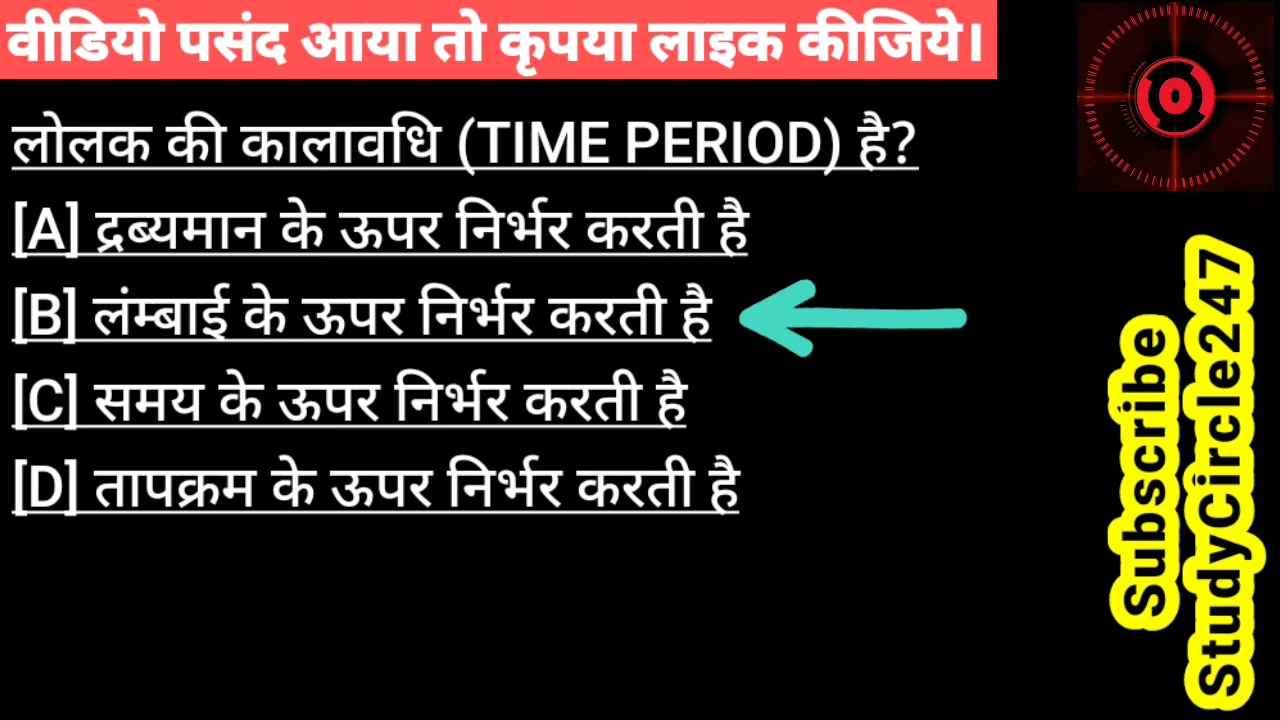 वीडियो पसंद आया तो कृपया लाइक कीजिये।
लोलक की कालावधि (TIME PERIOD) है?
[A] द्रब्यमान के ऊपर निर्भर करती है
[B] लंम्बाई के ऊपर निर्भर करती है
[C] समय के ऊपर निर्भर करती है
[D] तापक्रम के ऊपर निर्भर करती है
Subscribe
StudyCircle247